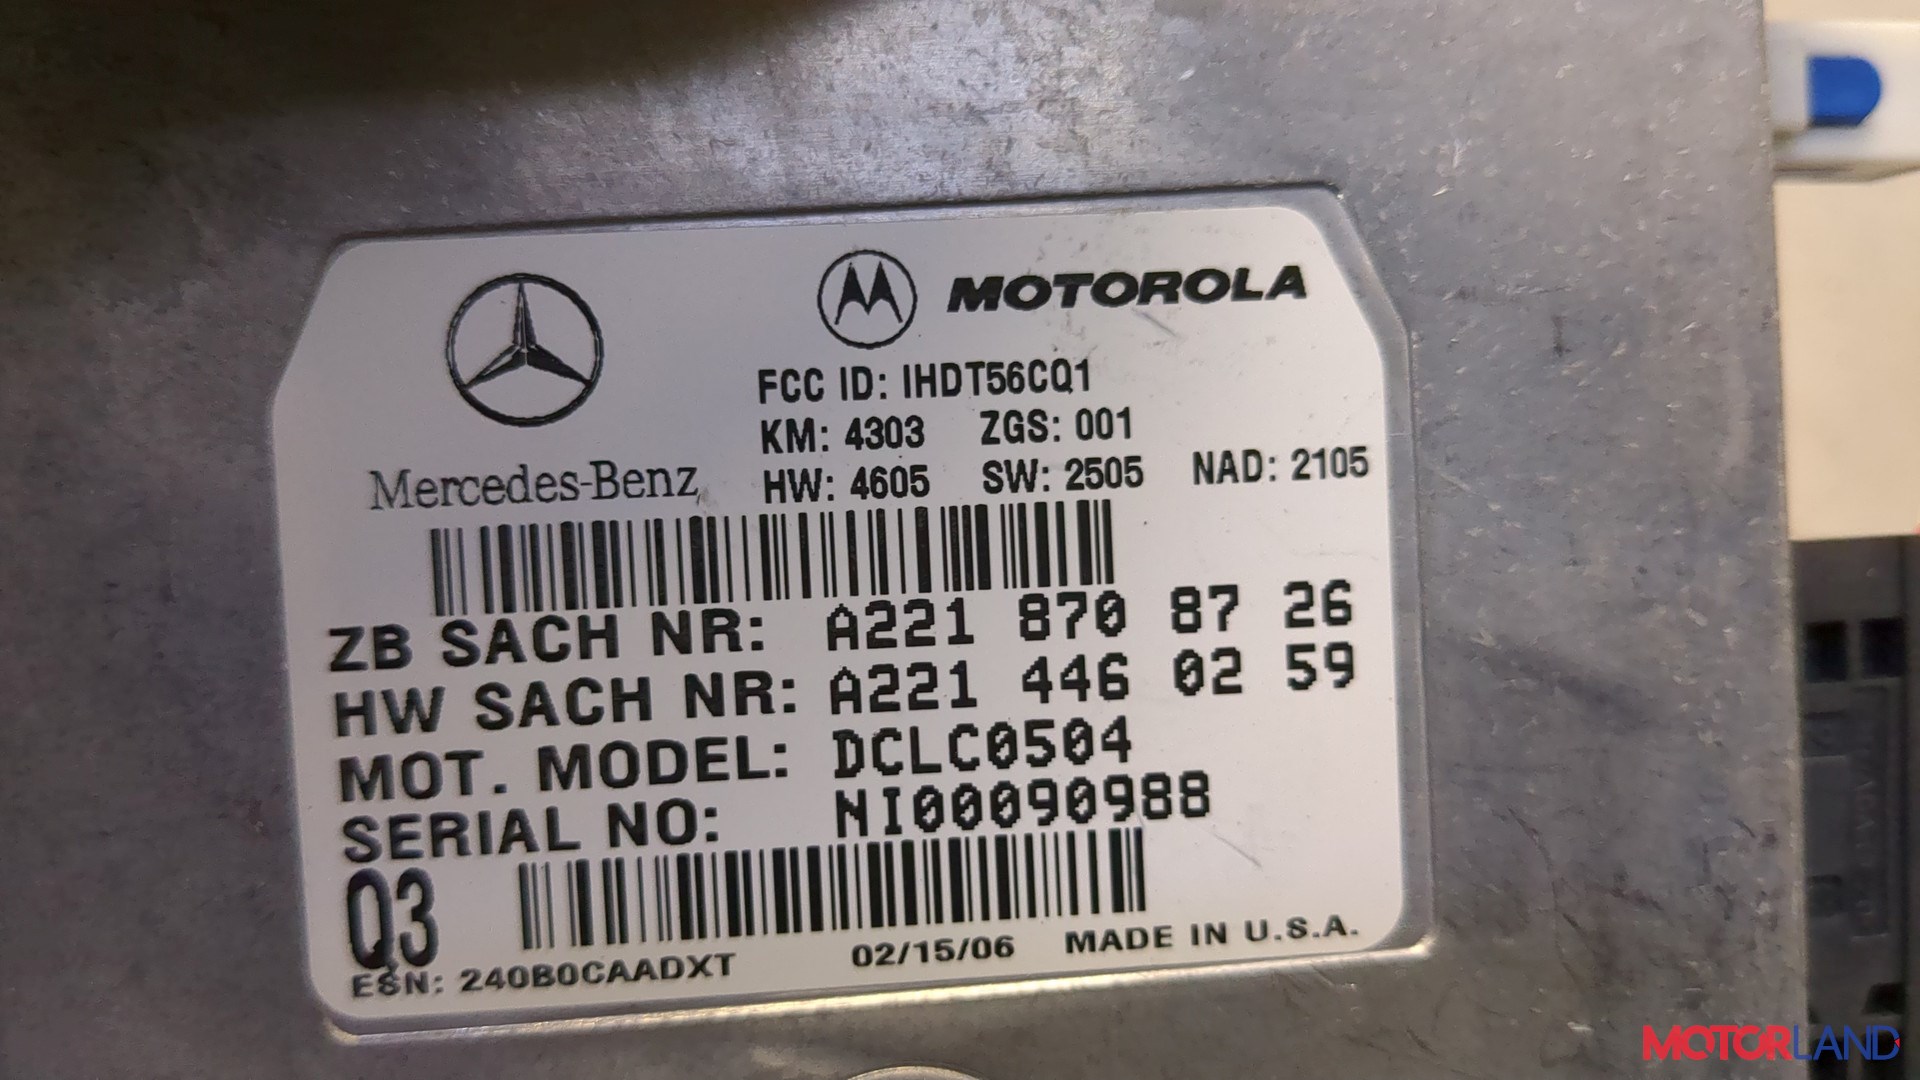 MOTOROLA
FCC ID: IHDT56CQ1
KM: 4303 ZGS: 001
Mercedes-Benz HW: 4605 SW: 2505 NAD: 2105
ZB SACH NR: A221 870 87 26
HW SACH NR: A221 446 02 59
MOT. MODEL: DCLC0504
SERIAL NO: NI00090988
Q3
ESN: 240B0CAADXT 02/15/06 MADE IN U.S.A.
MOTORLAND